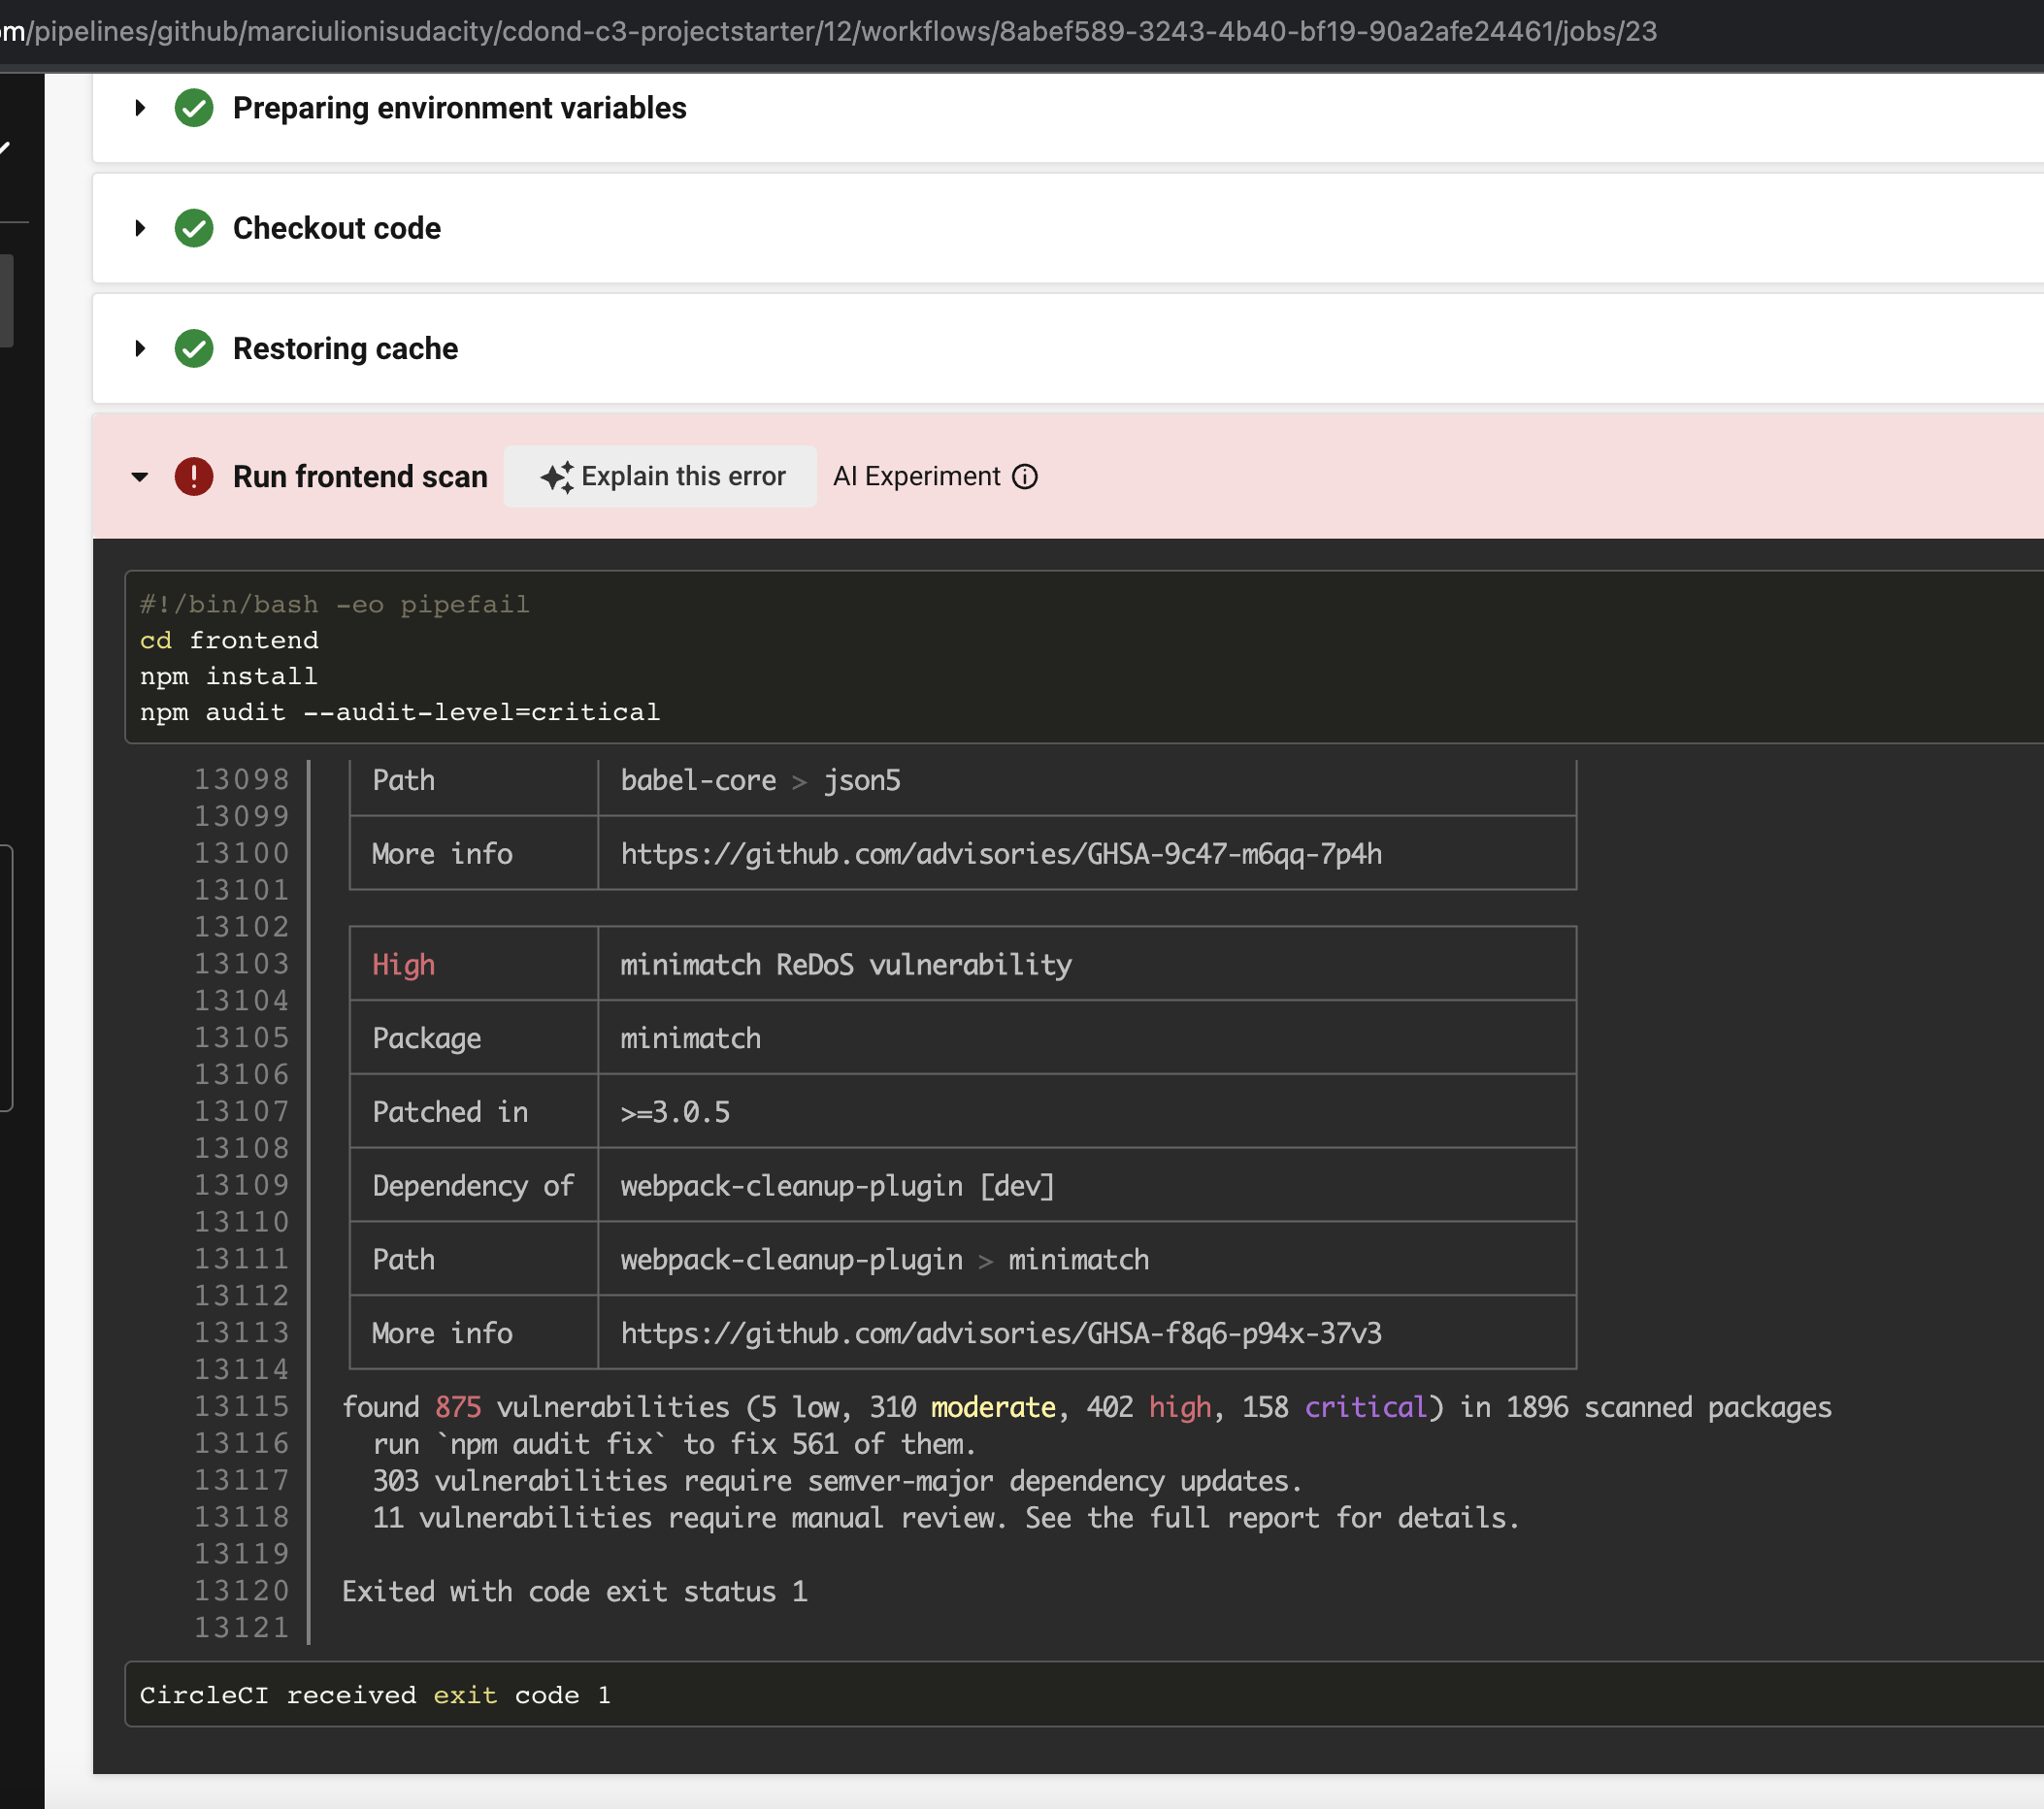 m/pipelines/github/marciulionisudacity/cdond-c3-projectstarter/12/workflows/8abef589-3243-4b40-bf19-90a2afe24461/jobs/23
Preparing environment variables
Checkout code
Restoring cache
Run frontend scan Explain this error AI Experiment
#!/bin/bash -eo pipefail
cd frontend
npm install
npm audit --audit-level=critical
13098 Path babel-core > json5
13099
13100 More info https://github.com/advisories/GHSA-9c47-m6qq-7p4h
13101
13102
13103 High minimatch ReDoS vulnerability
13104
13105 Package minimatch
13106
13107 Patched in >=3.0.5
13108
13109 Dependency of webpack-cleanup-plugin [dev]
13110
13111 Path webpack-cleanup-plugin > minimatch
13112
13113 More info https://github.com/advisories/GHSA-f8q6-p94x-37v3
13114
13115 found 875 vulnerabilities (5 low, 310 moderate, 402 high, 158 critical) in 1896 scanned packages
13116 run `npm audit fix` to fix 561 of them.
13117 303 vulnerabilities require semver-major dependency updates.
13118 11 vulnerabilities require manual review. See the full report for details.
13119
13120 Exited with code exit status 1
13121
CircleCI received exit code 1